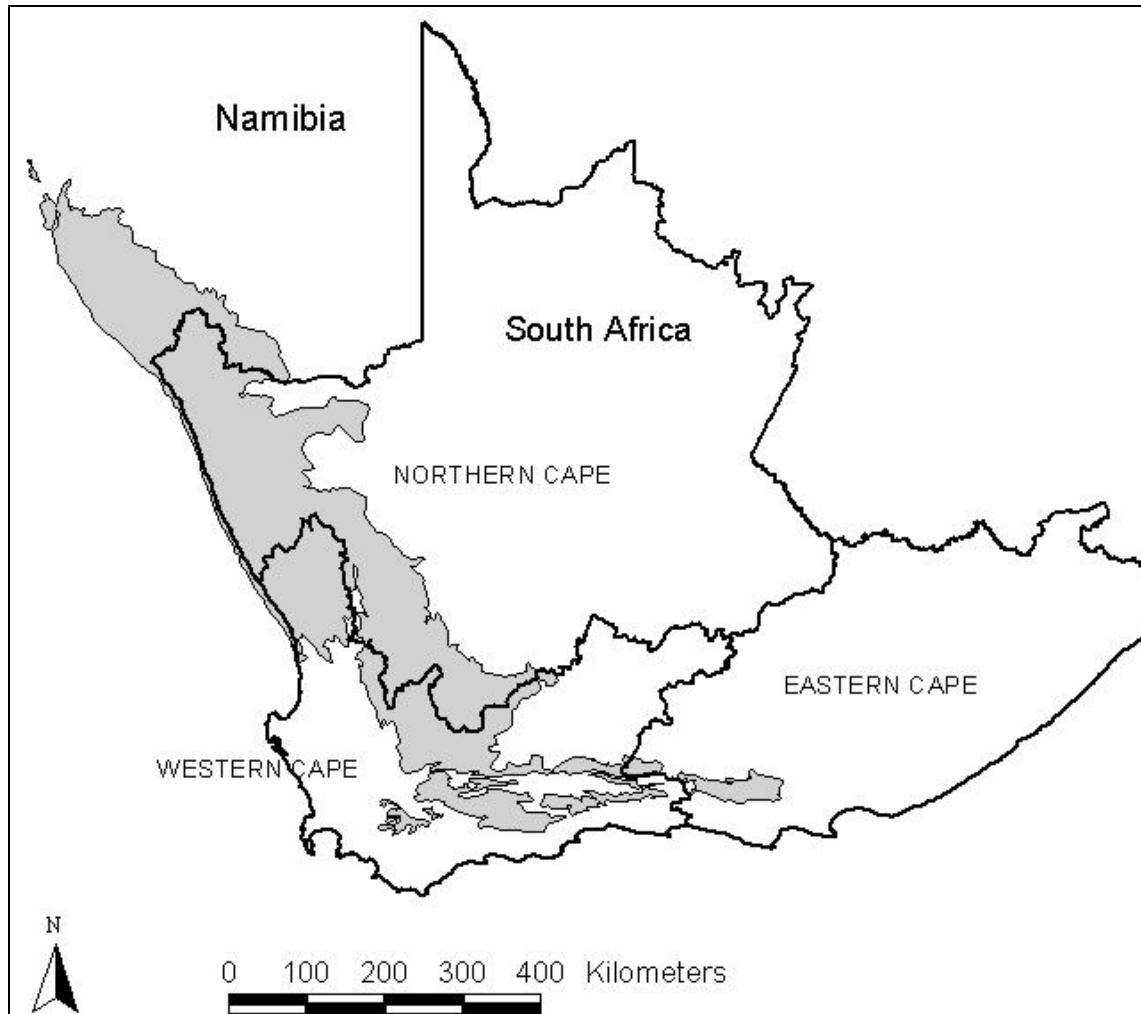 Namibia
South Africa
NORTHERN CAPE
EASTERN CAPE
WESTERN CAPE
N
0 100 200 300 400 Kilometers